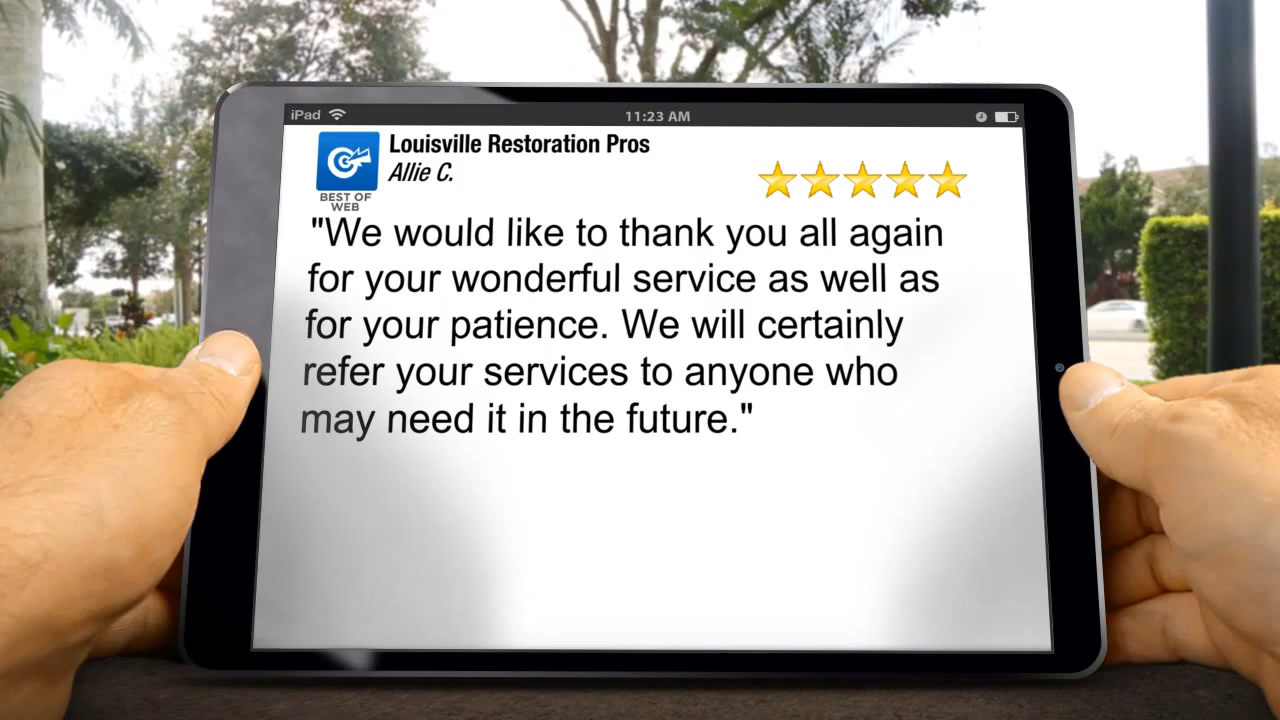 iPad 11:23 AM
Louisville Restoration Pros
Allie C.
BEST OF
WEB
"We would like to thank you all again
for your wonderful service as well as
for your patience. We will certainly
refer your services to anyone who
may need it in the future."